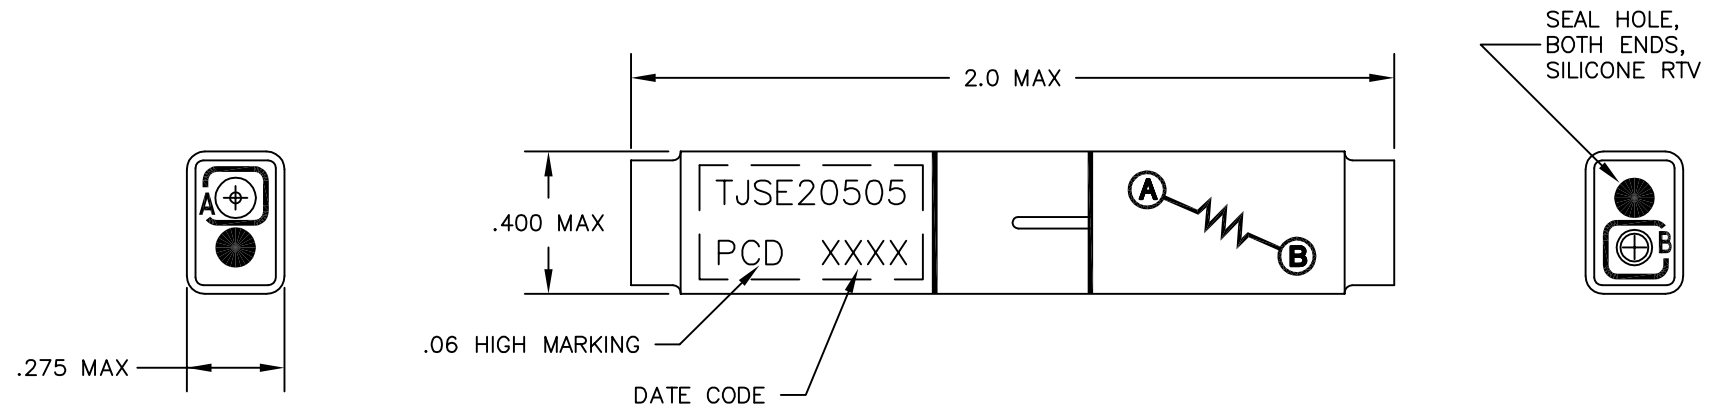 SEAL HOLE,
BOTH ENDS,
SILICONE RTV
2.0 MAX
A
TJSE20505
PCD XXXX
.400 MAX
A
B
B
.06 HIGH MARKING
.275 MAX
DATE CODE